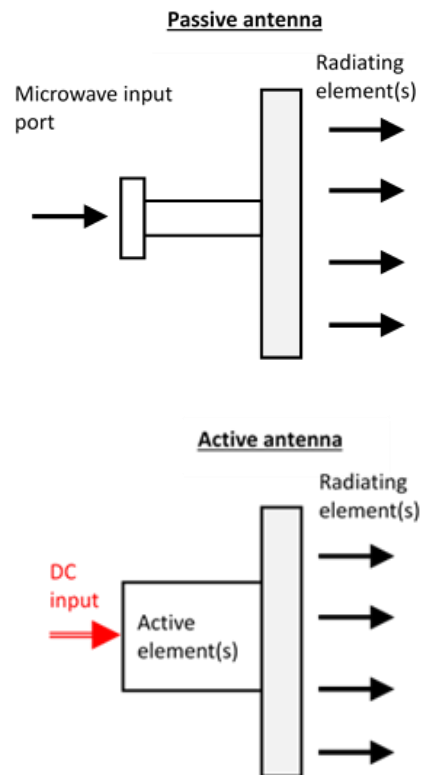 Passive antenna
Radiating
element(s)
Microwave input
port
Active antenna
Radiating
element(s)
DC
input
Active
element(s)